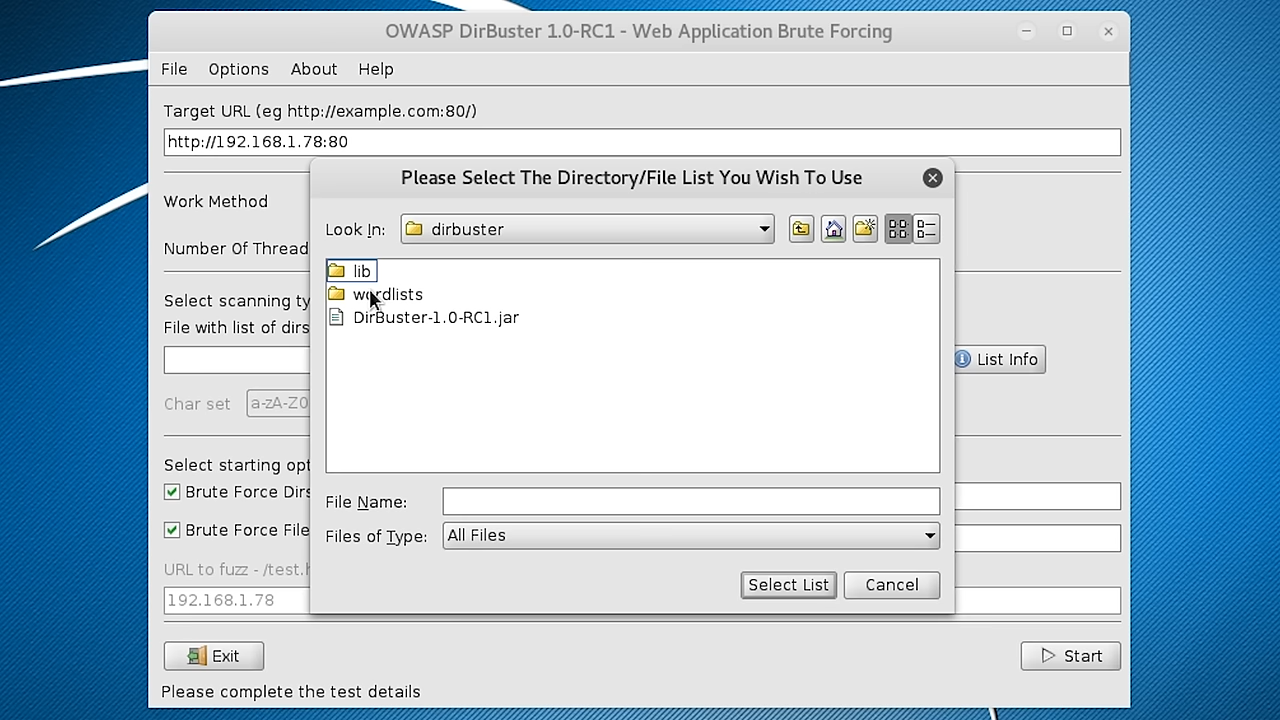 OWASP DirBuster 1.0-RC1 - Web Application Brute Forcing
File Options About Help
Target URL (eg http://example.com:80/)
http://192.168.1.78:80
Please Select The Directory/File List You Wish To Use
Work Method
Look In: dirbuster
Number Of Thread
lib
wordlists
DirBuster-1.0-RC1.jar
Select scanning ty
File with list of dirs
List Info
Char set a-zA-Z0
Select starting opt
Brute Force Dirs
File Name:
Brute Force File
Files of Type: All Files
URL to fuzz - /test.h
Select List Cancel
192.168.1.78
Exit Start
Please complete the test details